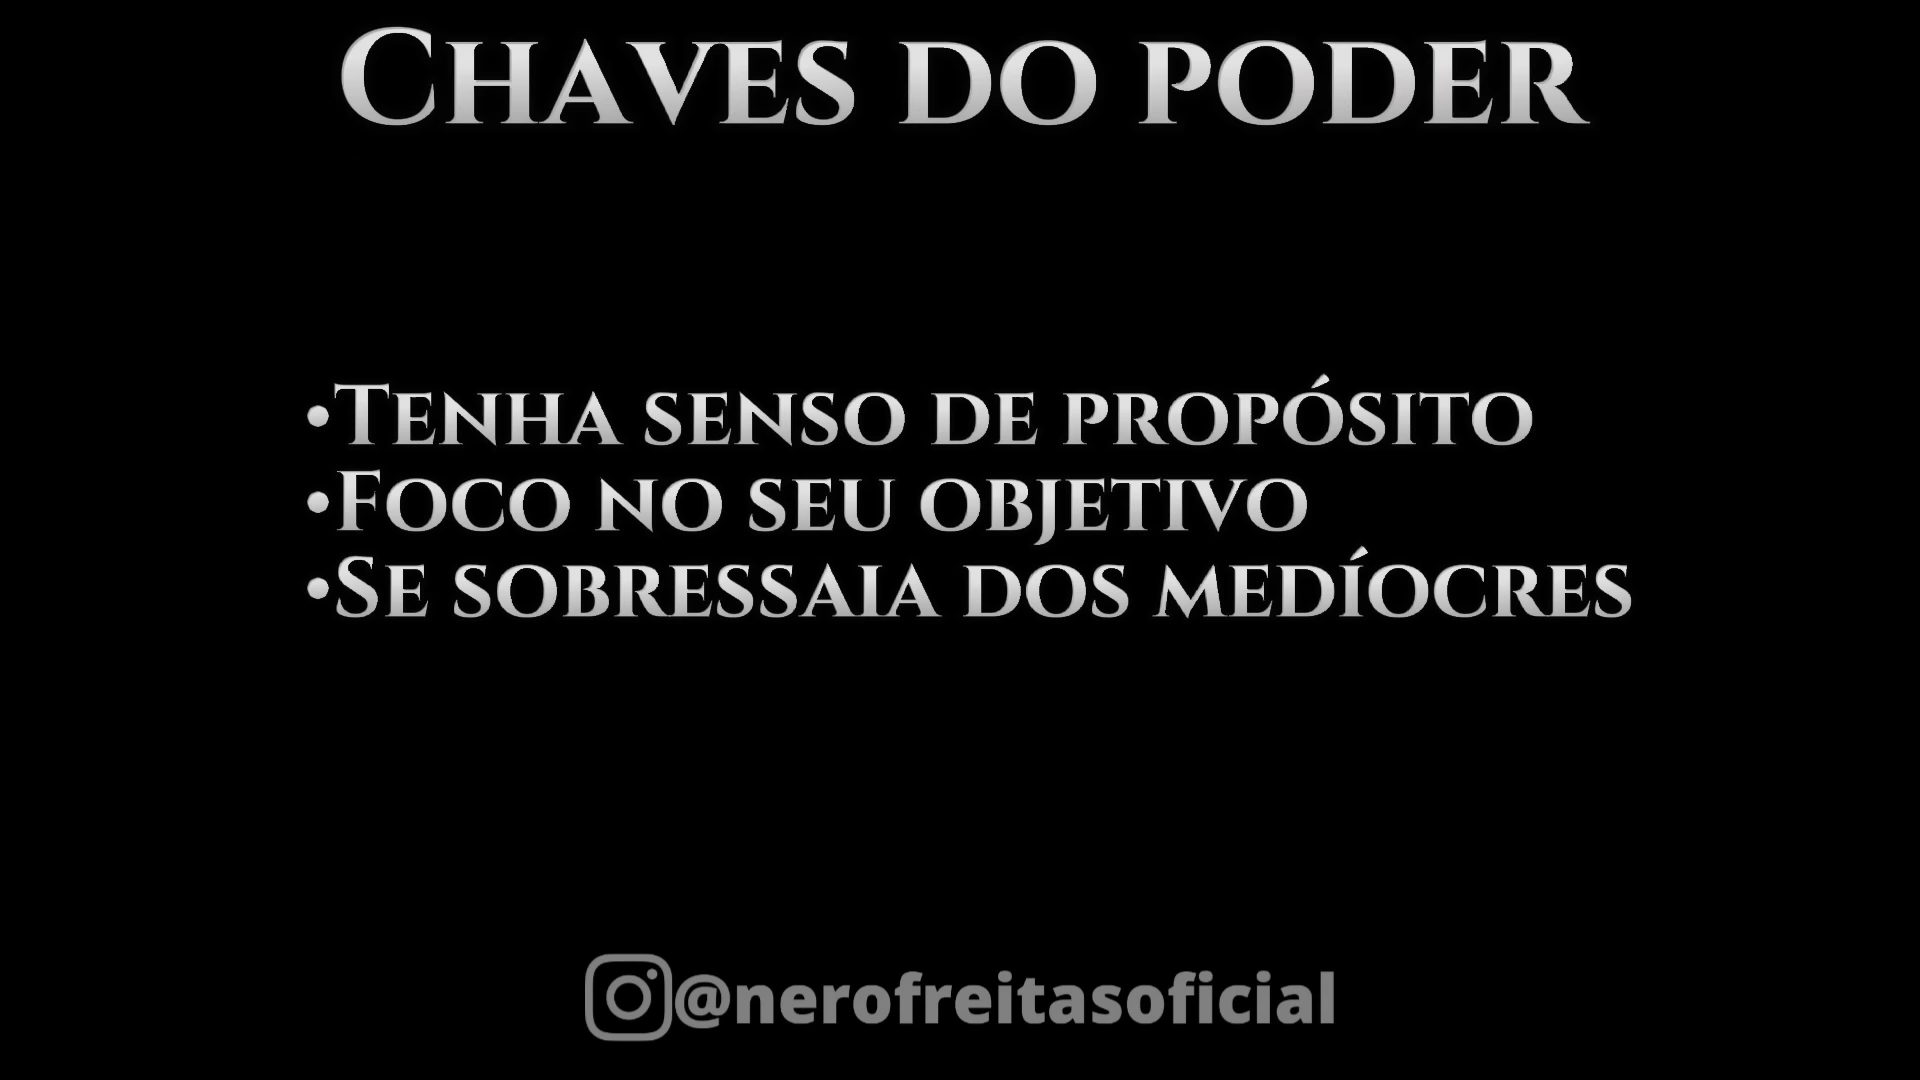 Chaves do poder
•Tenha senso de propósito
•Foco no seu objetivo
•Se sobressaia dos medíocres
@nerofreitasoficial